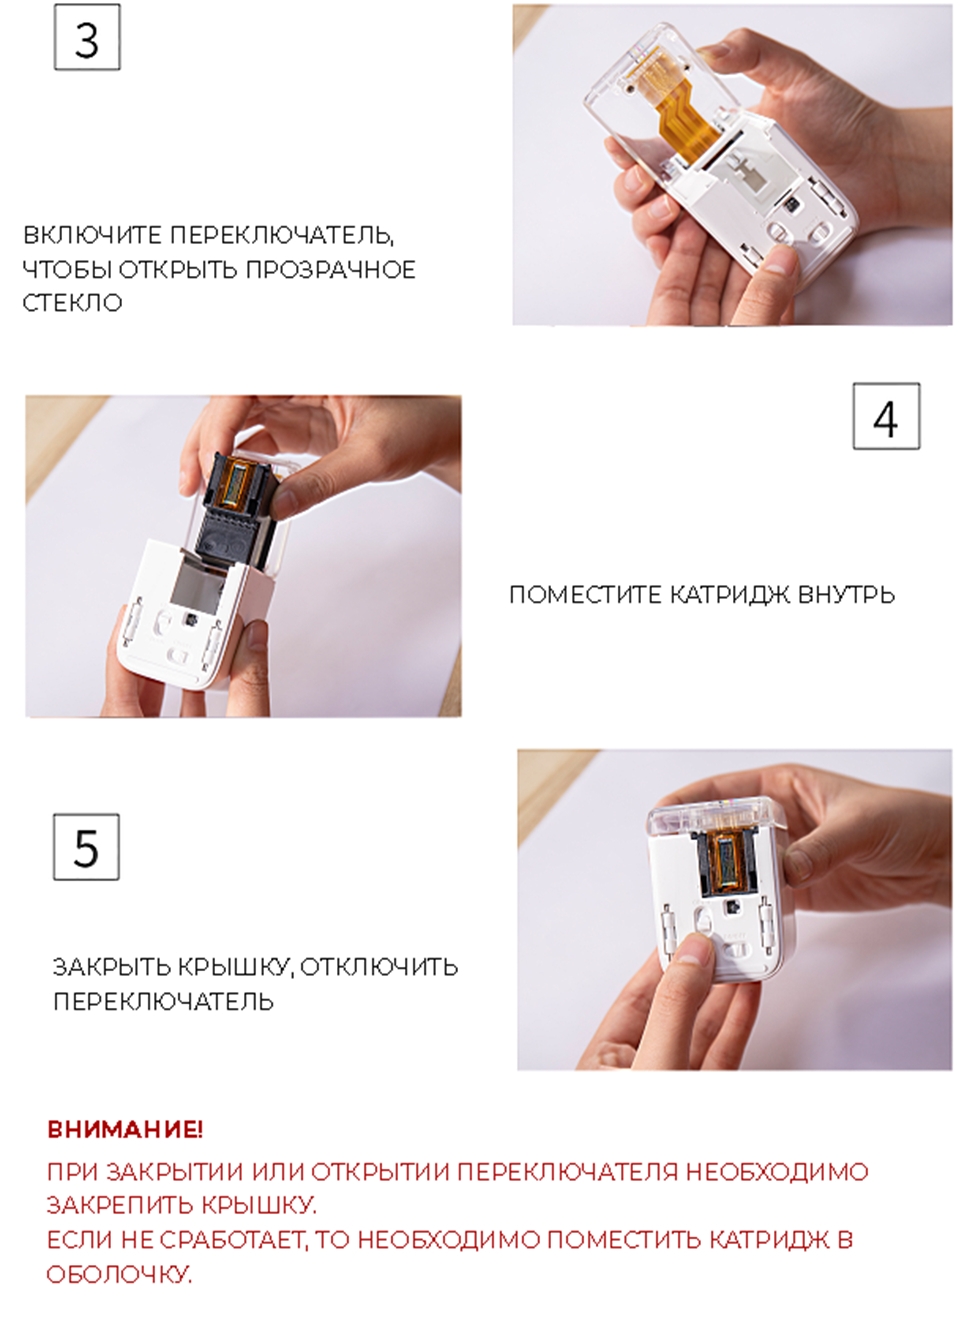 3
ВКЛЮЧИТЕ ПЕРЕКЛЮЧАТЕЛЬ,
ЧТОБЫ ОТКРЫТЬ ПРОЗРАЧНОЕ
СТЕКЛО
4
ПОМЕСТИТЕ КАТРИДЖ ВНУТРЬ
5
ЗАКРЫТЬ КРЫШКУ, ОТКЛЮЧИТЬ
ПЕРЕКЛЮЧАТЕЛЬ
ВНИМАНИЕ!
ПРИ ЗАКРЫТИИ ИЛИ ОТКРЫТИИ ПЕРЕКЛЮЧАТЕЛЯ НЕОБХОДИМО
ЗАКРЕПИТЬ КРЫШКУ.
ЕСЛИ НЕ СРАБОТАЕТ, ТО НЕОБХОДИМО ПОМЕСТИТЬ КАТРИДЖ В
ОБОЛОЧКУ.